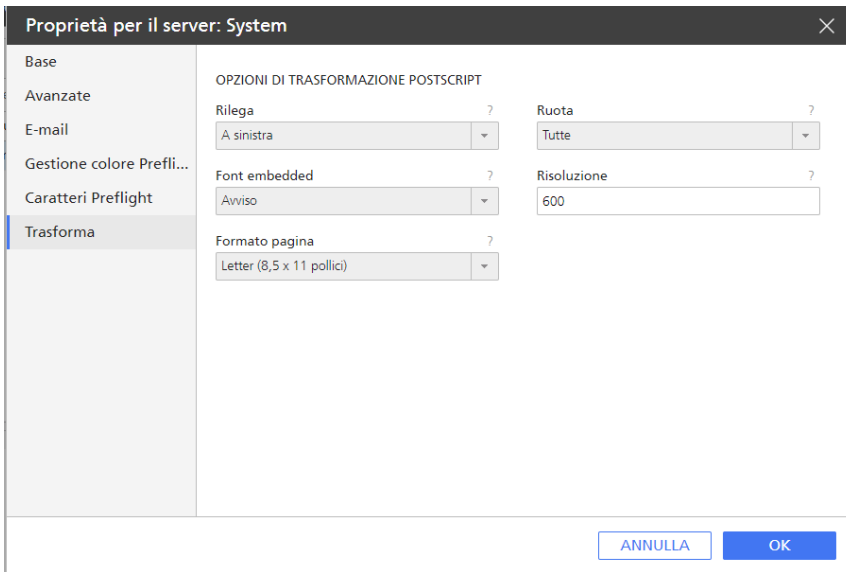 Proprietà per il server: System
Base
Avanzate
E-mail
Gestione colore Prefli...
Caratteri Preflight
Trasforma
OPZIONI DI TRASFORMAZIONE POSTSCRIPT
Rilega ?
A sinistra
Ruota ?
Tutte
Font embedded ?
Avviso
Risoluzione ?
600
Formato pagina ?
Letter (8,5 x 11 pollici)
ANNULLA
OK